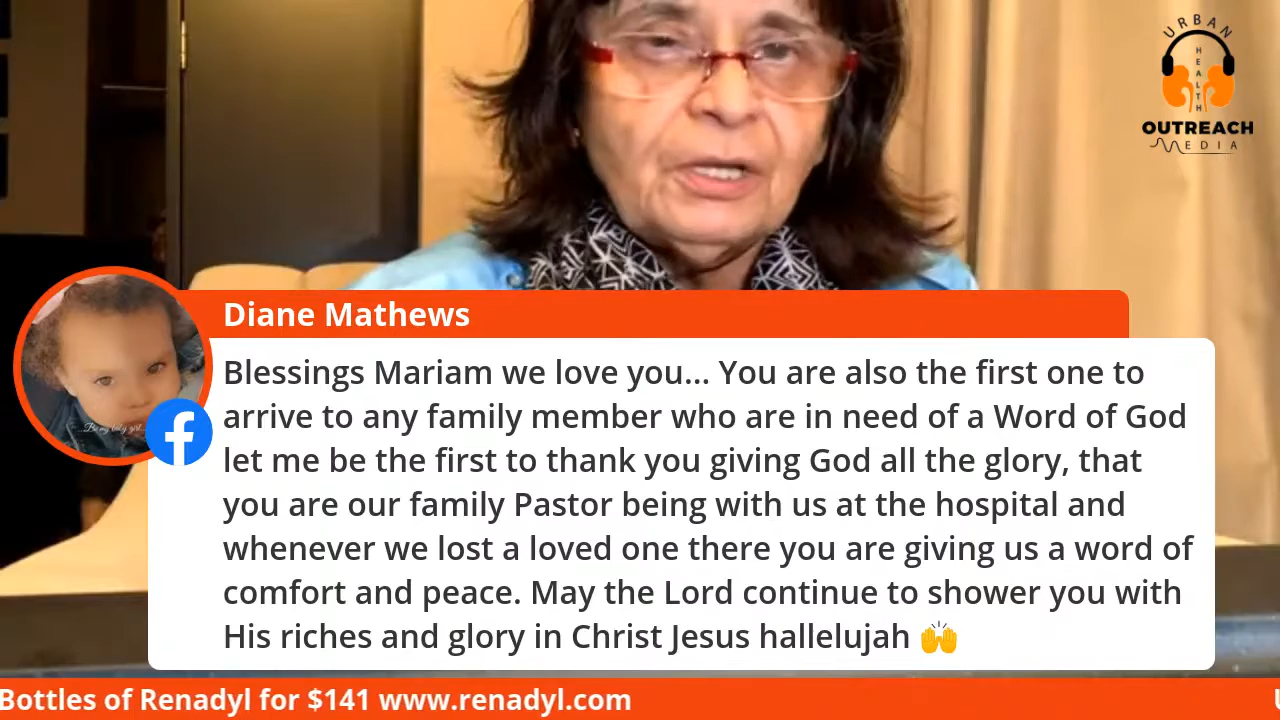 URBAN
HEALTH
OUTREACH
MEDIA
Diane Mathews
Blessings Mariam we love you... You are also the first one to
arrive to any family member who are in need of a Word of God
let me be the first to thank you giving God all the glory, that
you are our family Pastor being with us at the hospital and
whenever we lost a loved one there you are giving us a word of
comfort and peace. May the Lord continue to shower you with
His riches and glory in Christ Jesus hallelujah 🙌
Bottles of Renadyl for $141 www.renadyl.com